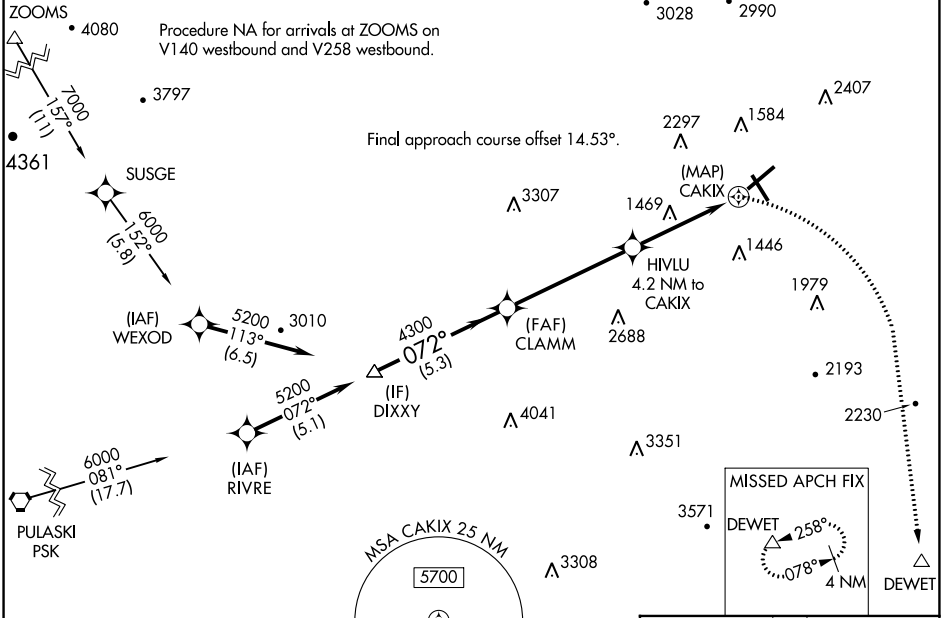 ZOOMS
4080
Procedure NA for arrivals at ZOOMS on
V140 westbound and V258 westbound.
3028
2990
7000
157°
(11)
3797
2407
4361
Final approach course offset 14.53°.
2297
1584
SUSGE
(MAP)
CAKIX
3307
1469
6000
152°
(5.8)
1446
HIVLU
4.2 NM to
CAKIX
1979
(IAF)
WEXOD
5200
113°
(6.5)
3010
4300
072°
(5.3)
(FAF)
CLAMM
2688
2193
5200
072°
(5.1)
(IF)
DIXXY
4041
2230
3351
(IAF)
RIVRE
6000
081°
(17.7)
PULASKI
PSK
MISSED APCH FIX
DEWET
258°
078°
4 NM
3571
DEWET
MSA CAKIX 25 NM
5700
3308